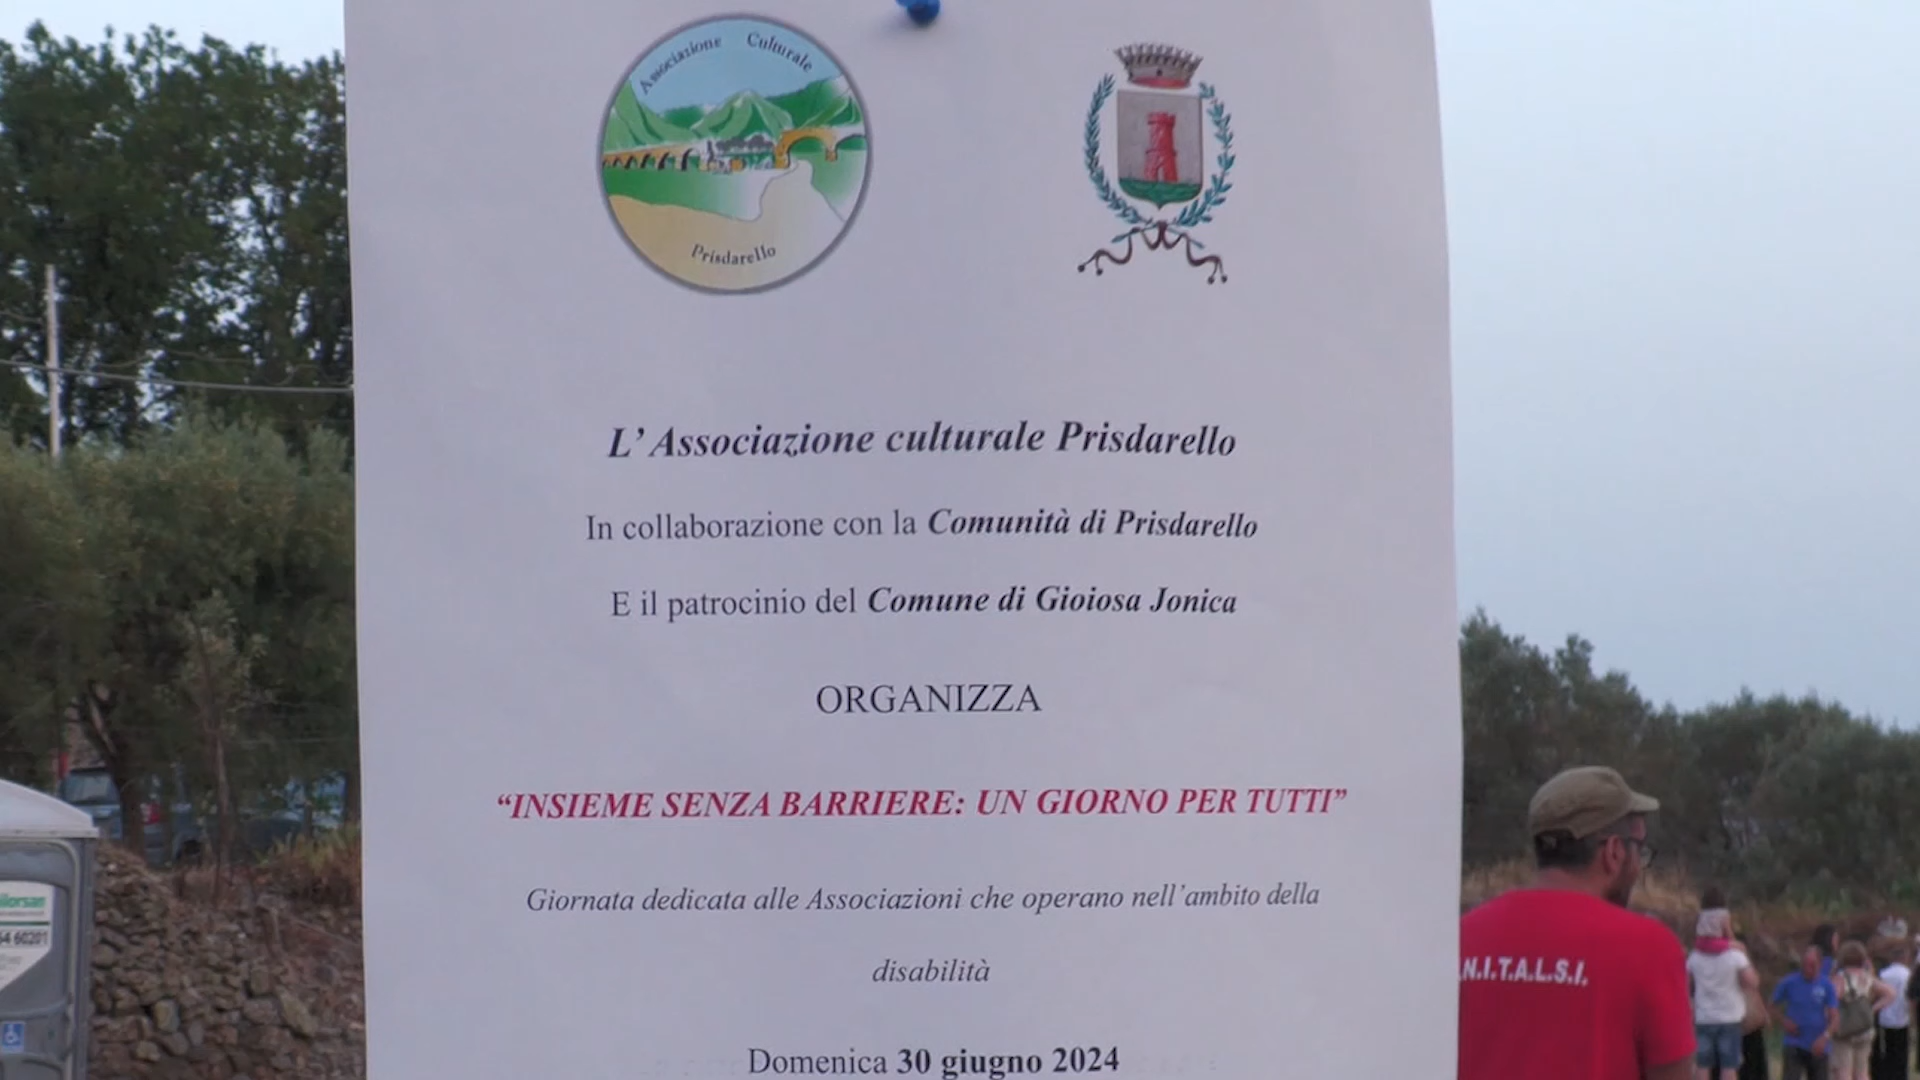 Associazione Culturale
Prisdarello
L'Associazione culturale Prisdarello
In collaborazione con la Comunità di Prisdarello
E il patrocinio del Comune di Gioiosa Jonica
ORGANIZZA
“INSIEME SENZA BARRIERE: UN GIORNO PER TUTTI”
Giornata dedicata alle Associazioni che operano nell'ambito della
disabilità
Domenica 30 giugno 2024
N.I.T.A.L.S.I.
60201